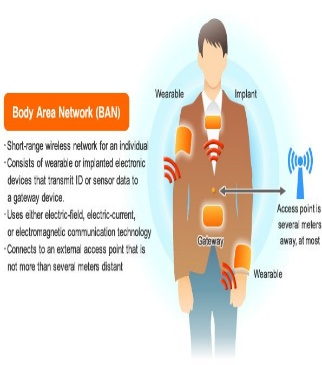 Body Area Network (BAN)
·Short-range wireless network for an individual
·Consists of wearable or implanted electronic
devices that transmit ID or sensor data to
a gateway device.
·Uses either electric-field, electric-current,
or electromagnetic communication technology
·Connects to an external access point that is
not more than several meters distant
Wearable
Implant
Gateway
Wearable
Access point is
several meters
away, at most